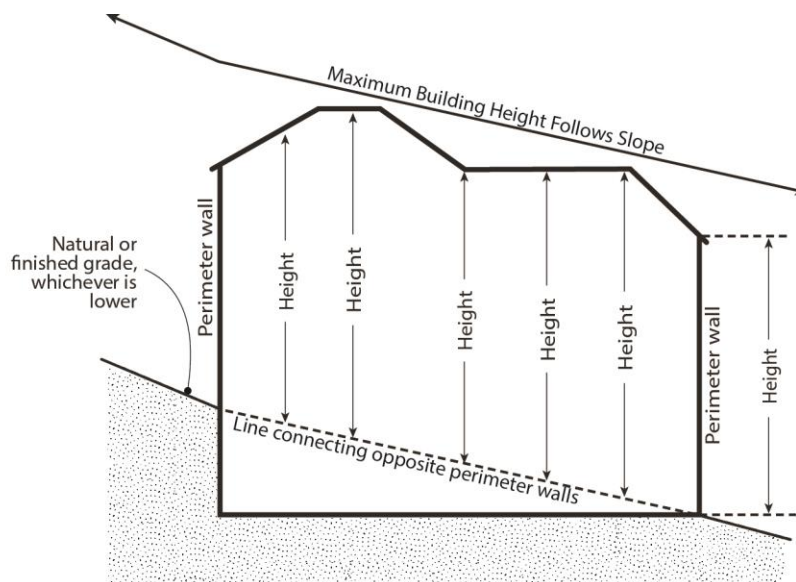 Maximum Building Height Follows Slope
Natural or
finished grade,
whichever is
lower
Perimeter wall
Height
Height
Height
Height
Height
Perimeter wall
Height
Line connecting opposite perimeter walls